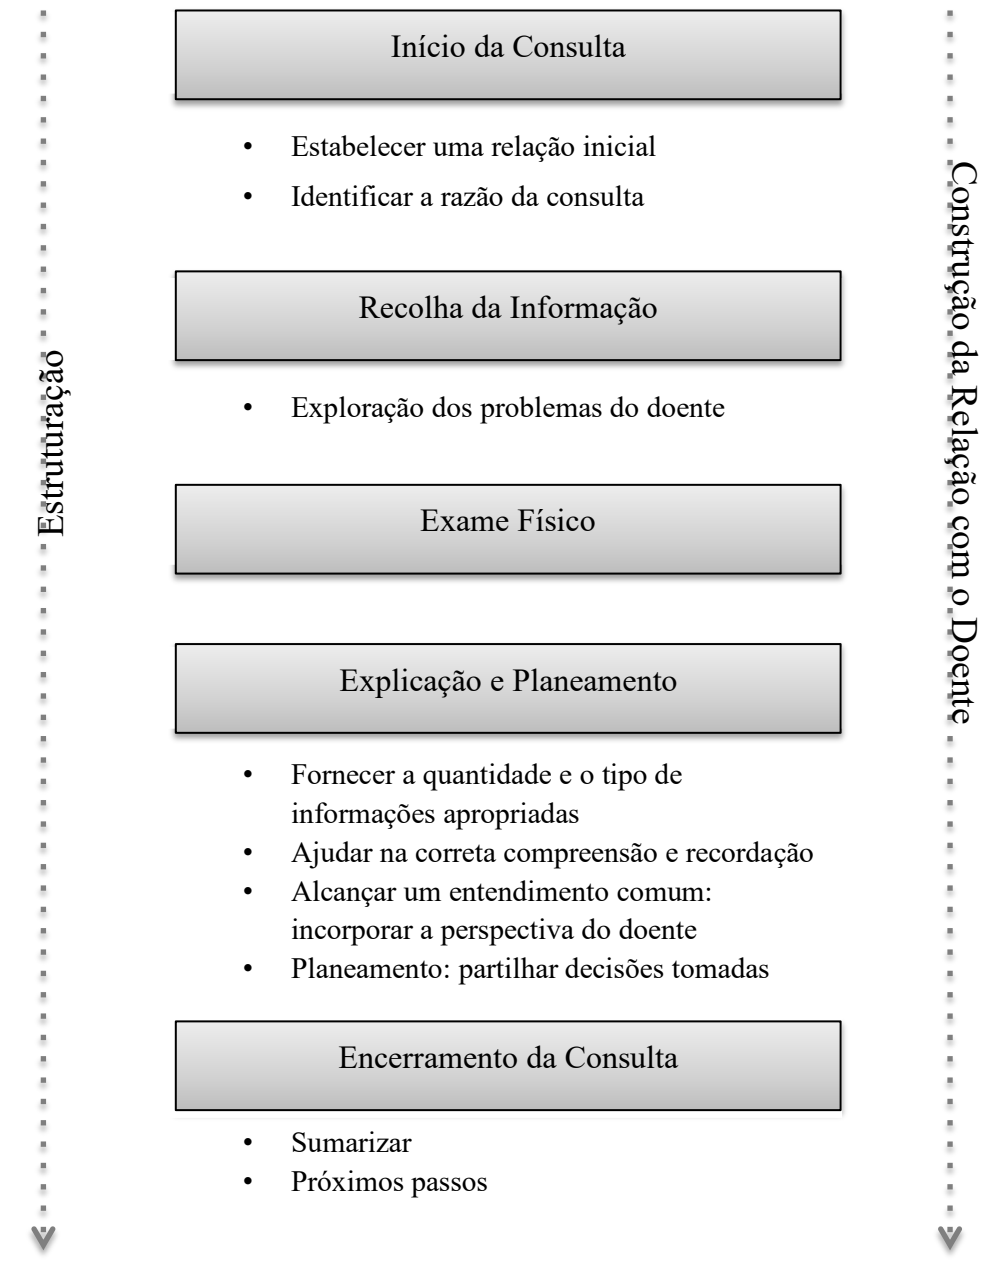 Início da Consulta
• Estabelecer uma relação inicial
• Identificar a razão da consulta
Recolha da Informação
• Exploração dos problemas do doente
Exame Físico
Explicação e Planeamento
• Fornecer a quantidade e o tipo de
informações apropriadas
• Ajudar na correta compreensão e recordação
• Alcançar um entendimento comum:
incorporar a perspectiva do doente
• Planeamento: partilhar decisões tomadas
Encerramento da Consulta
• Sumarizar
• Próximos passos
Estruturação
Construção da Relação com o Doente